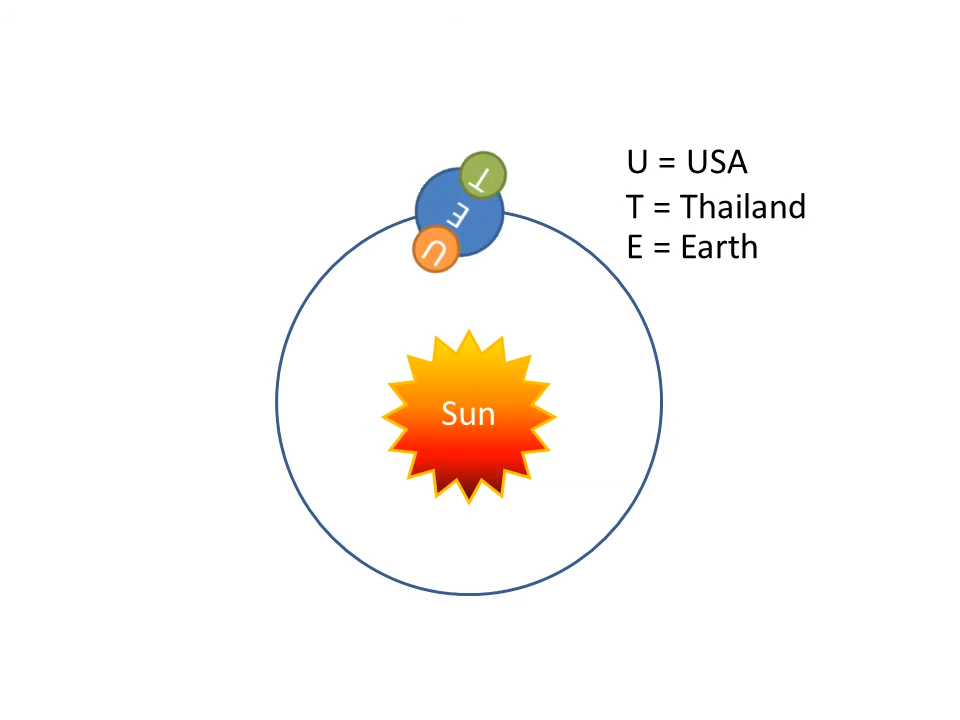 U = USA
T = Thailand
E = Earth
T
E
U
Sun